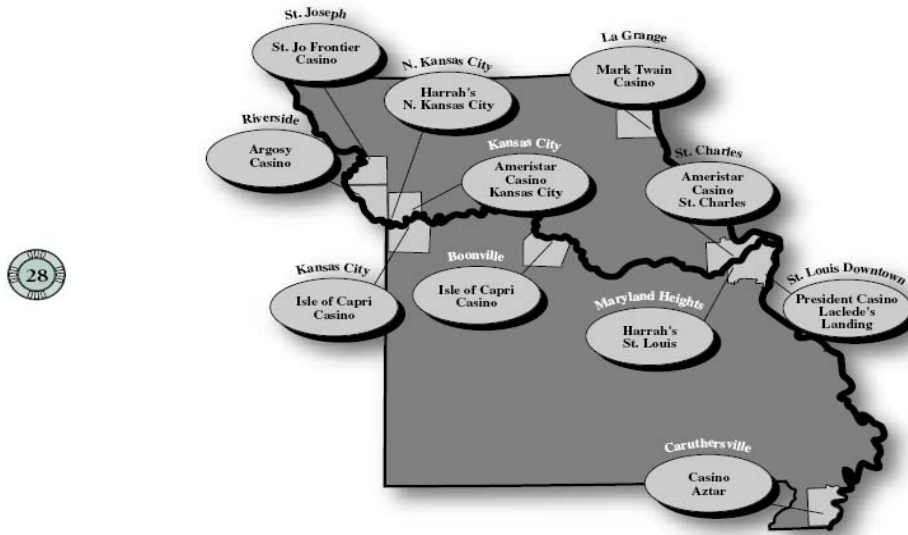 St. Joseph
St. Jo Frontier
Casino
N. Kansas City
Harrah's
N. Kansas City
La Grange
Mark Twain
Casino
Riverside
Argosy
Casino
Kansas City
Ameristar
Casino
Kansas City
St. Charles
Ameristar
Casino
St. Charles
28
Kansas City
Isle of Capri
Casino
Boonville
Isle of Capri
Casino
Maryland Heights
Harrah's
St. Louis
St. Louis Downtown
President Casino
Laclede's
Landing
Caruthersville
Casino
Aztar